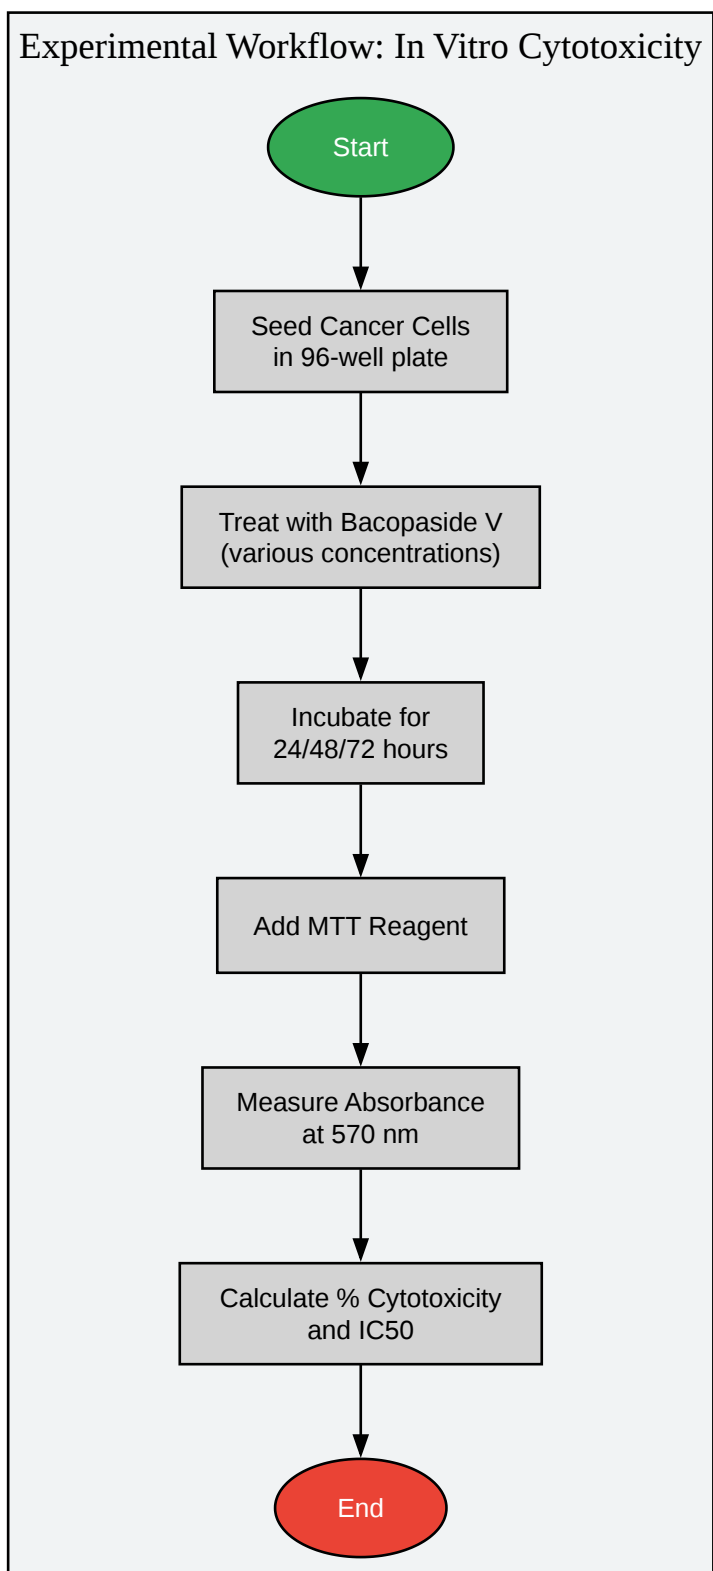 Experimental Workflow: In Vitro Cytotoxicity
Start
Seed Cancer Cells
in 96-well plate
Treat with Bacopaside V
(various concentrations)
Incubate for
24/48/72 hours
Add MTT Reagent
Measure Absorbance
at 570 nm
Calculate % Cytotoxicity
and IC50
End